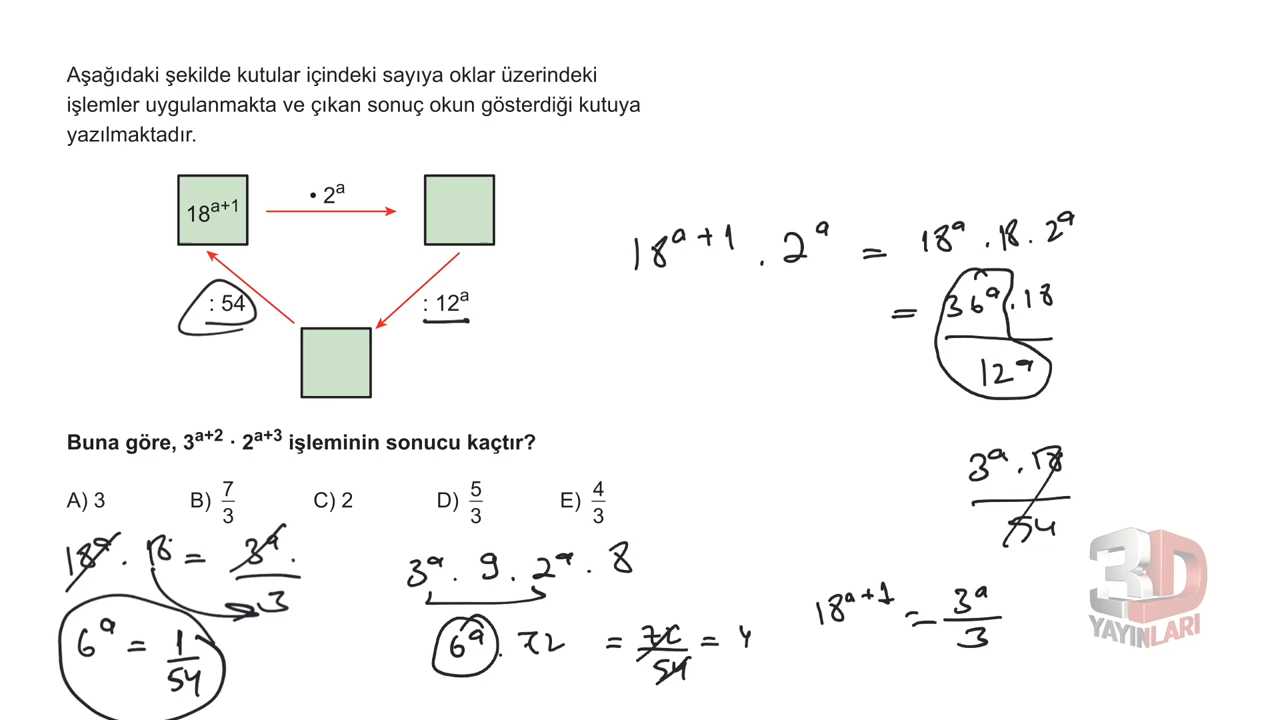 Aşağıdaki şekilde kutular içindeki sayıya oklar üzerindeki
işlemler uygulanmakta ve çıkan sonuç okun gösterdiği kutuya
yazılmaktadır.
18^{a+1}
• 2^a
: 54
: 12^a
Buna göre, 3^{a+2} · 2^{a+3} işleminin sonucu kaçtır?
A) 3 B) 7/3 C) 2 D) 5/3 E) 4/3
18^{a+1} . 2^a = 18^a . 18 . 2^a
= 36^a . 18 / 12^a
3^a . 18 / 54
18^{a+1} = 3^a / 3
18^a . 18 = 3^a . / 3
6^a = 1/54
3^a . 9 . 2^a . 8
6^a . 72 = 72/54 = 4
3D
YAYINLARI